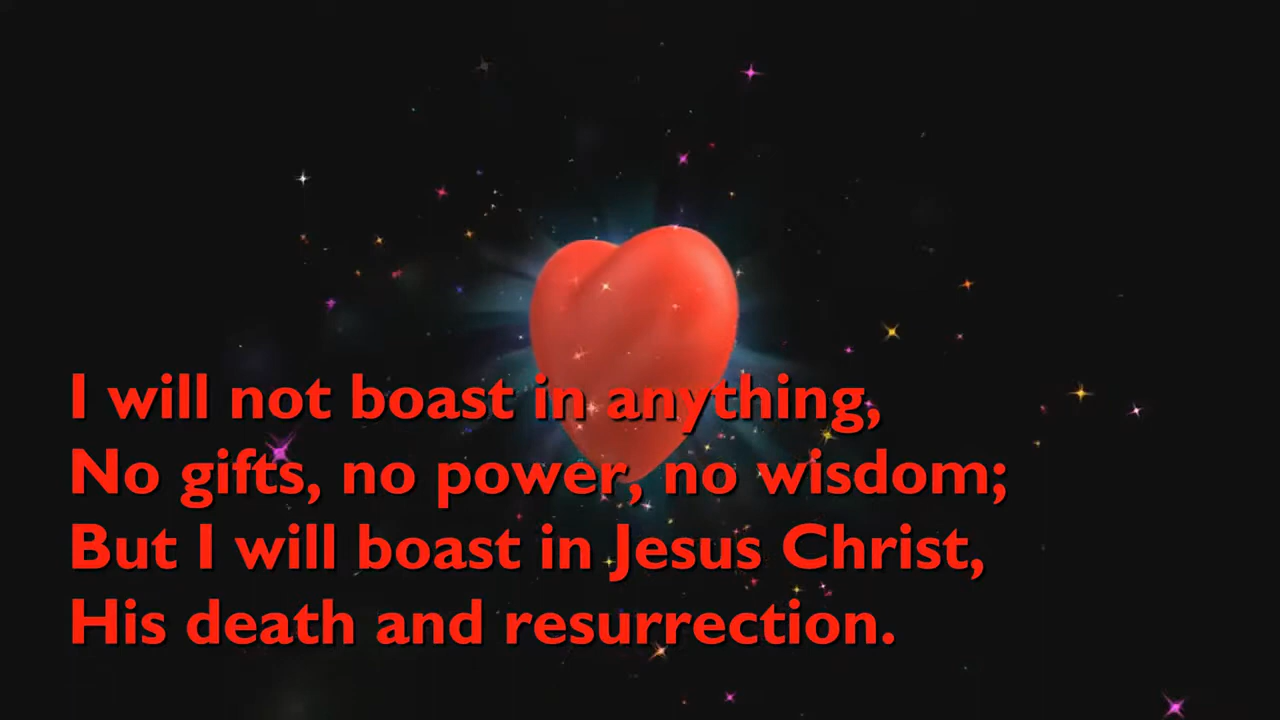 I will not boast in anything,
No gifts, no power, no wisdom;
But I will boast in Jesus Christ,
His death and resurrection.